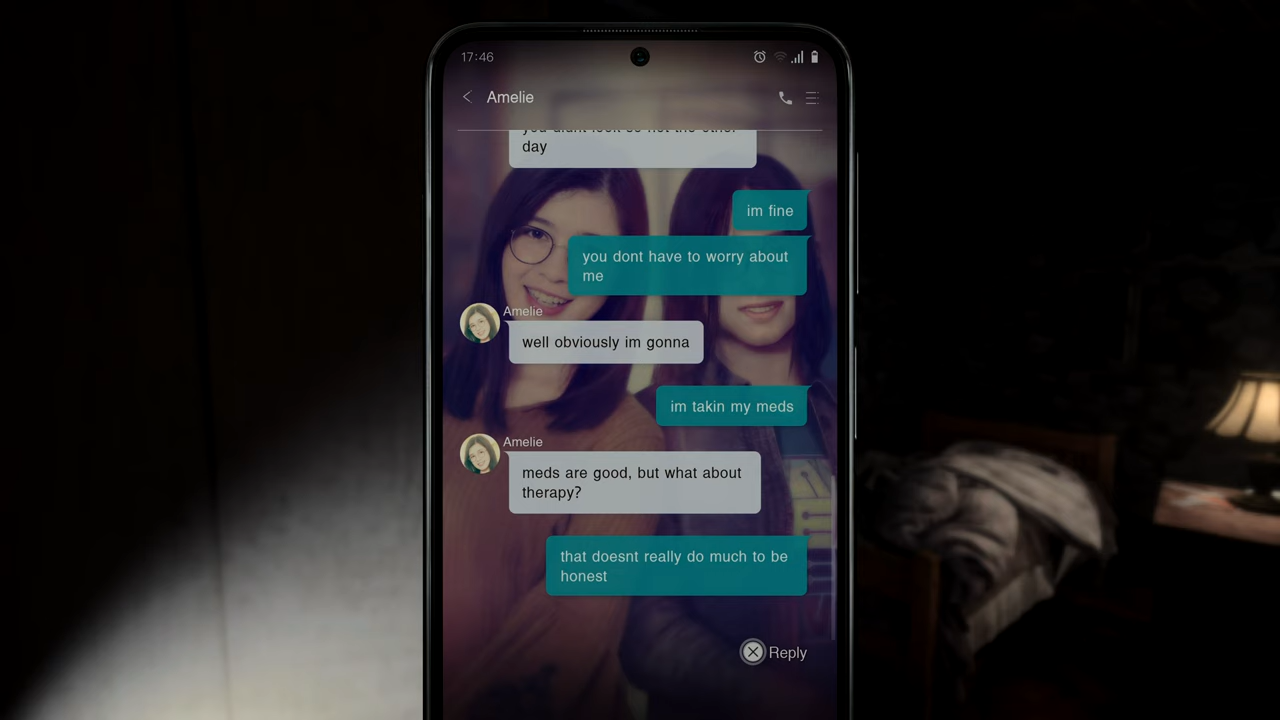 17:46
Amelie
day
im fine
you dont have to worry about
me
Amelie
well obviously im gonna
im takin my meds
Amelie
meds are good, but what about
therapy?
that doesnt really do much to be
honest
Reply